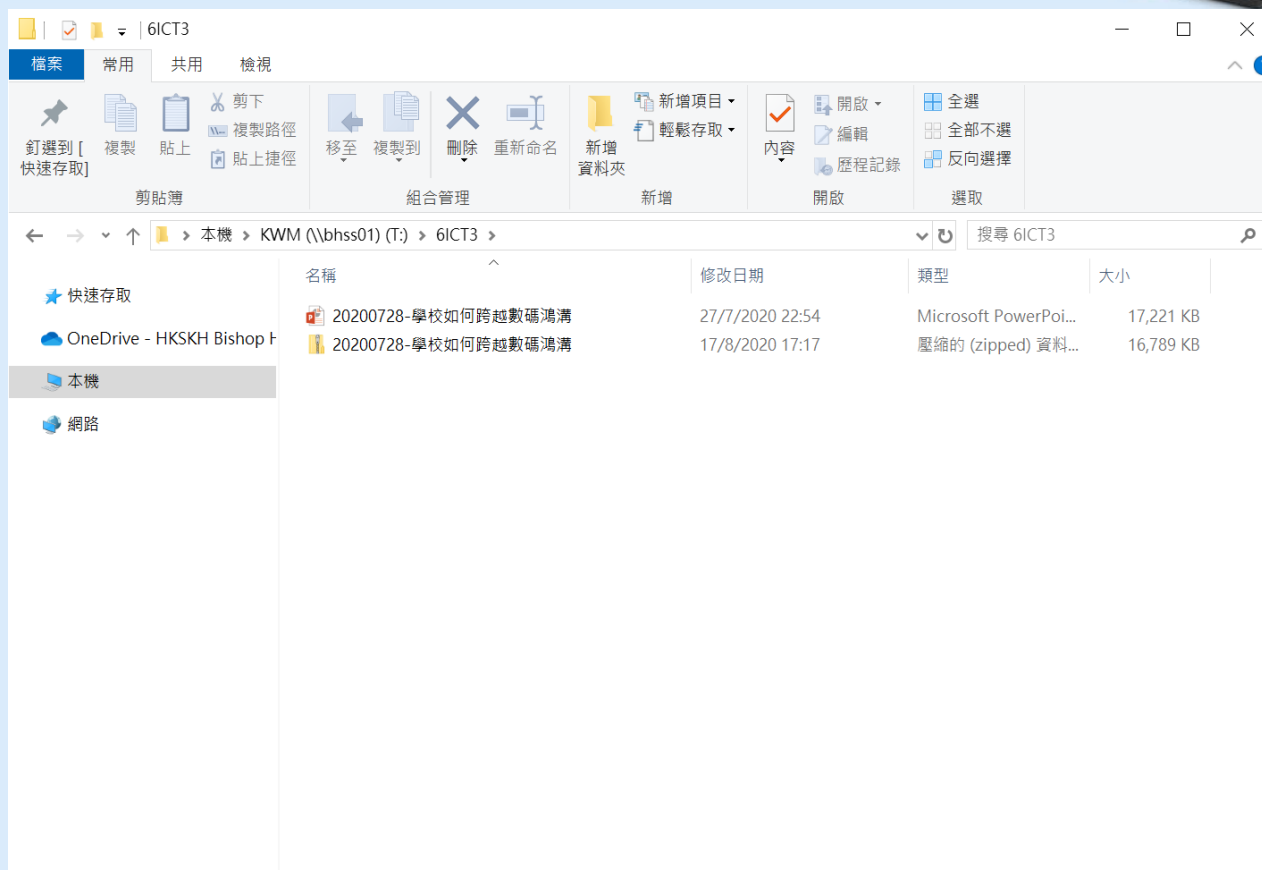 6ICT3
檔案 常用 共用 檢視
釘選到 [
快速存取]
複製
貼上
剪下
複製路徑
貼上捷徑
剪貼簿
移至
複製到
刪除
重新命名
組合管理
新增
資料夾
新增項目
輕鬆存取
新增
內容
開啟
編輯
歷程記錄
開啟
全選
全部不選
反向選擇
選取
本機 KWM (\\bhss01) (T:) 6ICT3
搜尋 6ICT3
快速存取
OneDrive - HKSKH Bishop H
本機
網路
名稱 修改日期 類型 大小
20200728-學校如何跨越數碼鴻溝 27/7/2020 22:54 Microsoft PowerPoi... 17,221 KB
20200728-學校如何跨越數碼鴻溝 17/8/2020 17:17 壓縮的 (zipped) 資料... 16,789 KB